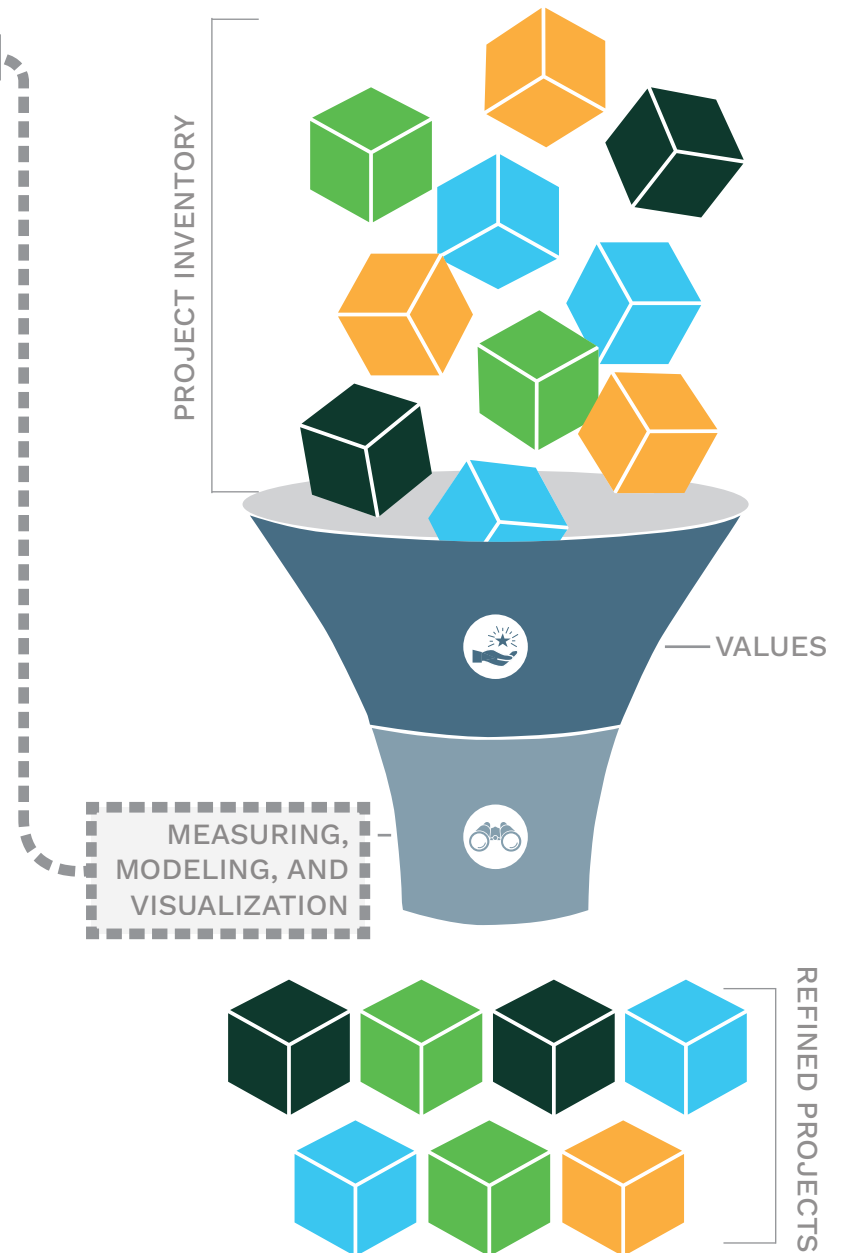 PROJECT INVENTORY
VALUES
MEASURING,
MODELING, AND
VISUALIZATION
REFINED PROJECTS